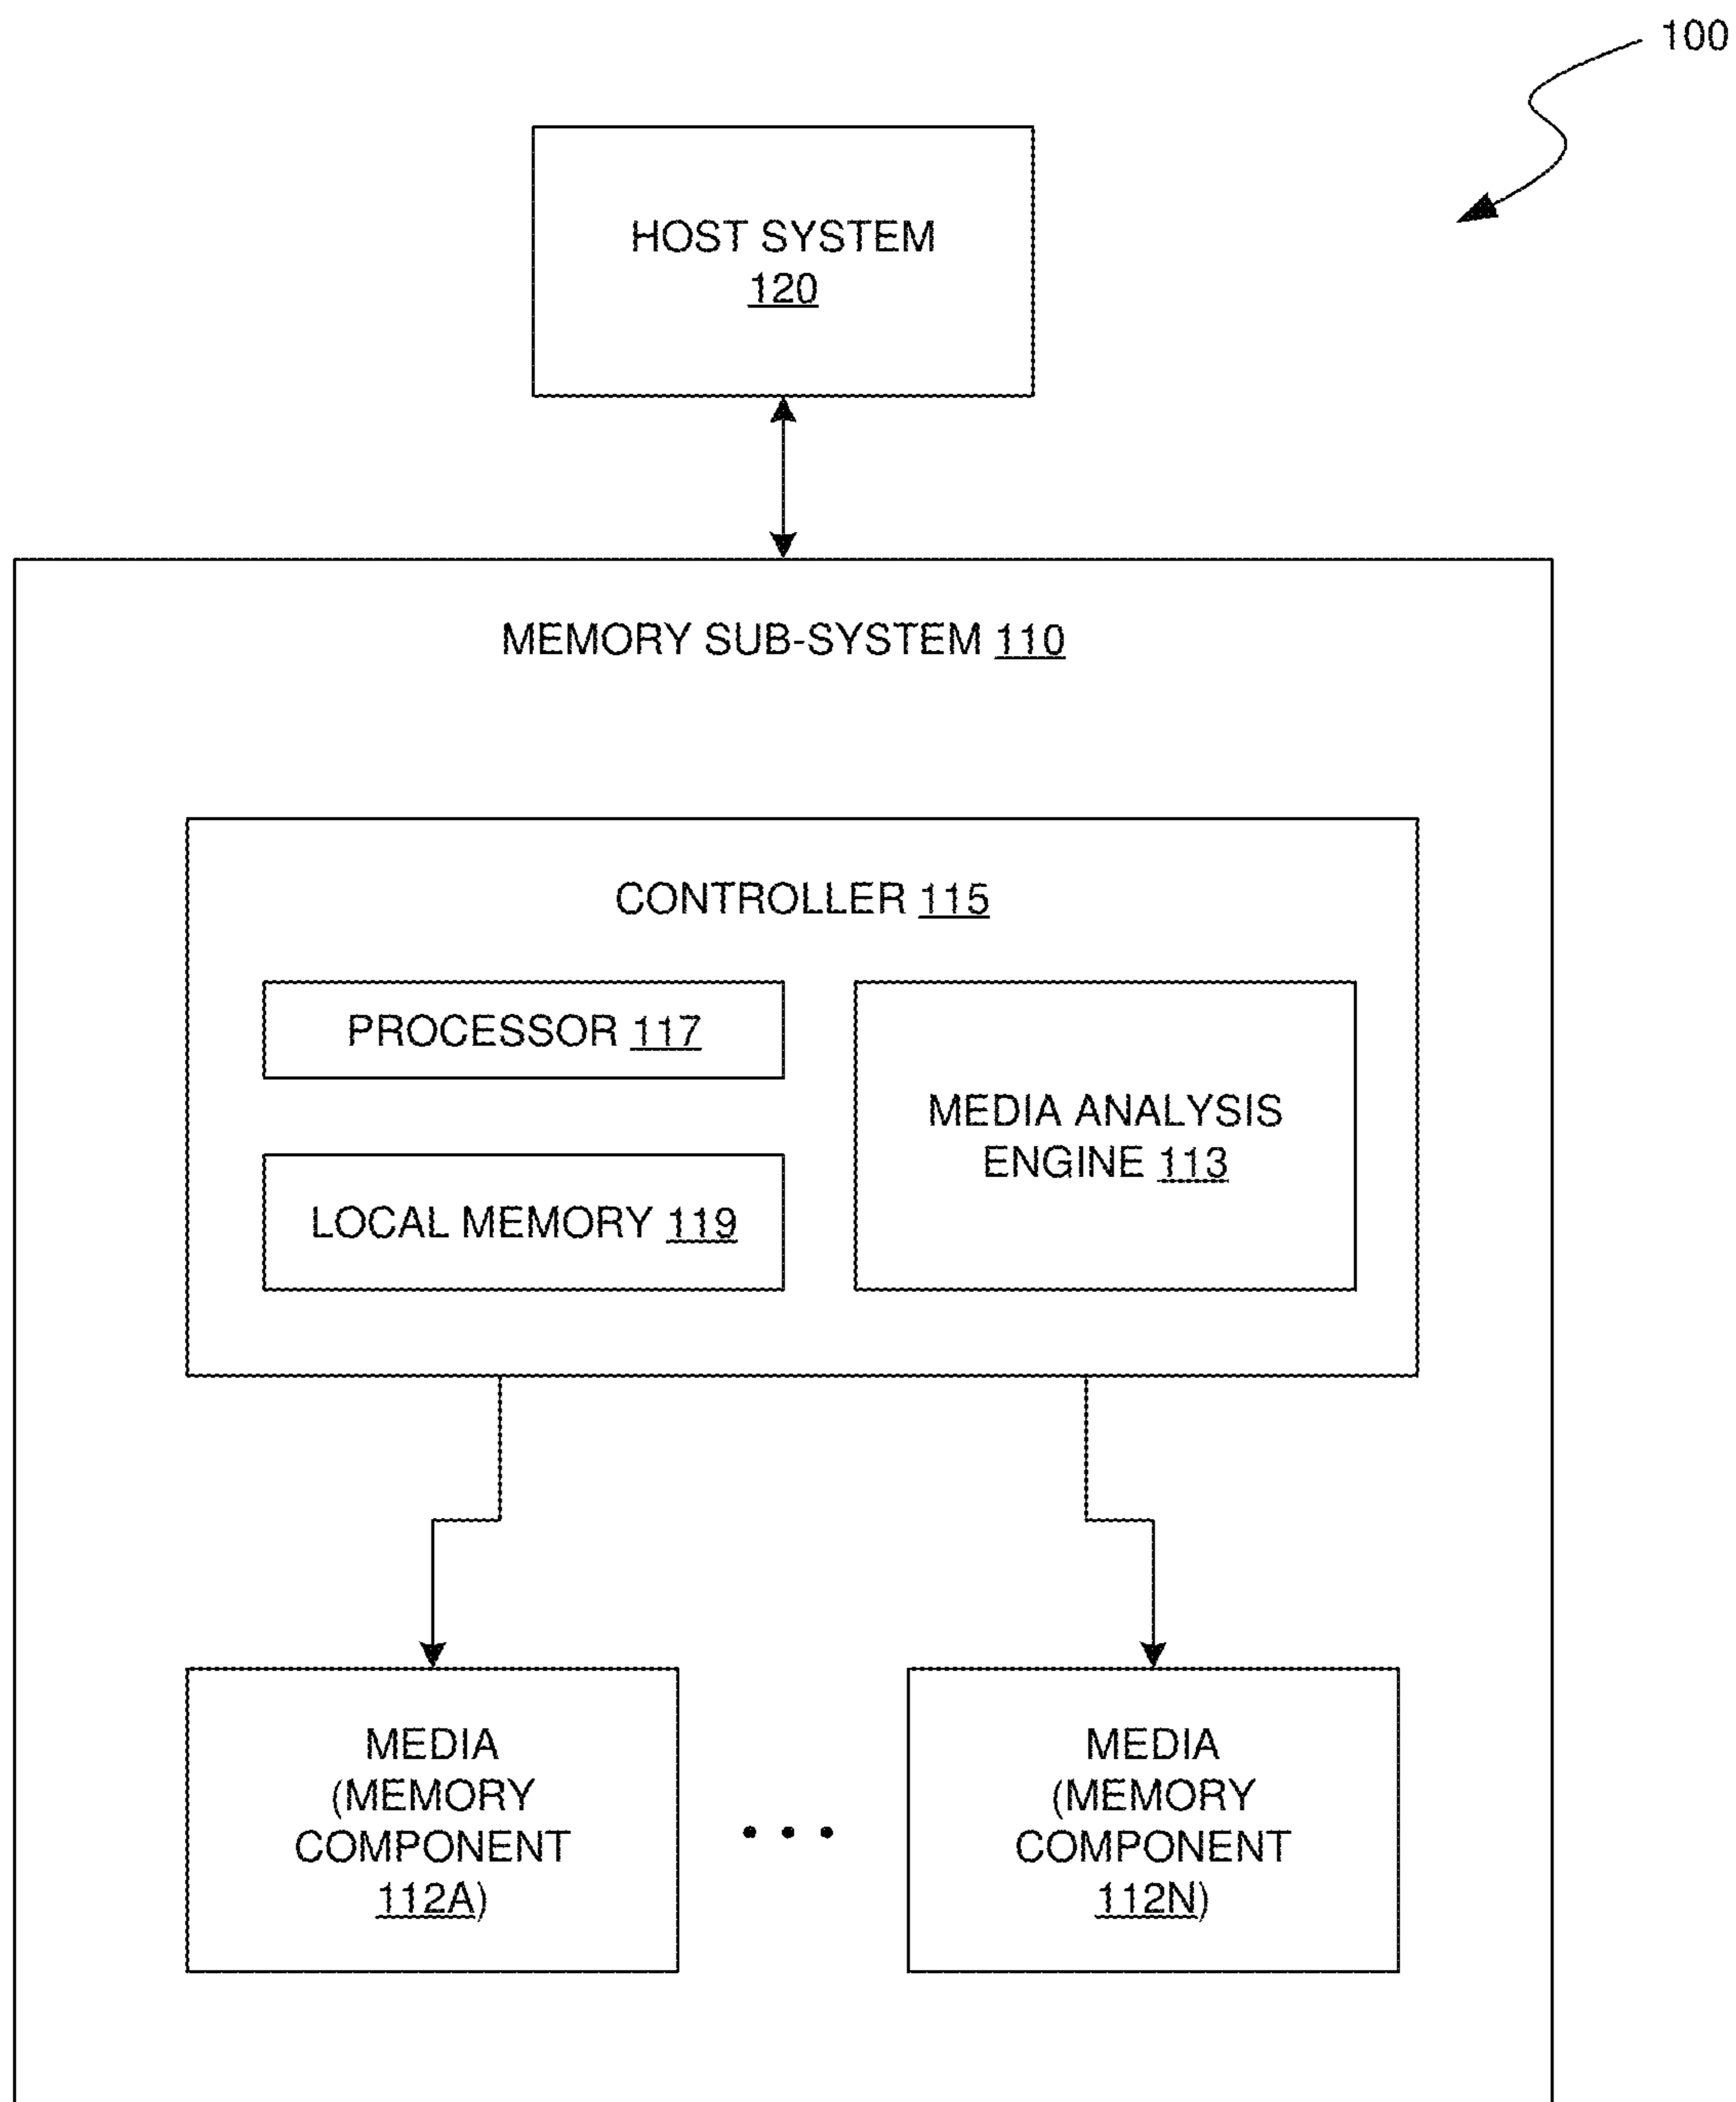 100
HOST SYSTEM
120
MEMORY SUB-SYSTEM 110
CONTROLLER 115
PROCESSOR 117
LOCAL MEMORY 119
MEDIA ANALYSIS
ENGINE 113
MEDIA
(MEMORY
COMPONENT
112A)
MEDIA
(MEMORY
COMPONENT
112N)